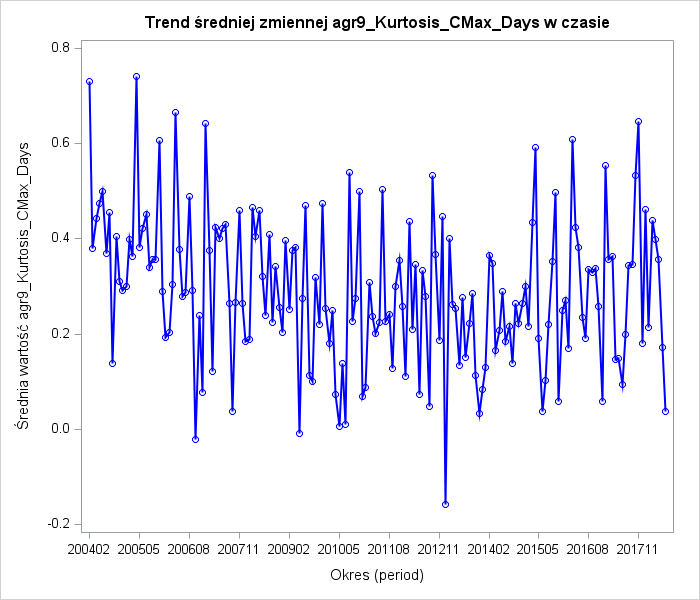 Trend średniej zmiennej agr9_Kurtosis_CMax_Days w czasie
Średnia wartość agr9_Kurtosis_CMax_Days
0.8
0.6
0.4
0.2
0.0
-0.2
200402 200505 200608 200711 200902 201005 201108 201211 201402 201505 201608 201711
Okres (period)